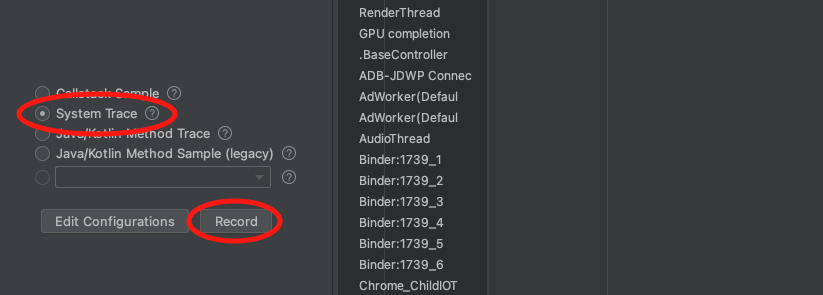 Callstack Sample ?
System Trace ?
Java/Kotlin Method Trace ?
Java/Kotlin Method Sample (legacy) ?
?
Edit Configurations
Record
RenderThread
GPU completion
.BaseController
ADB-JDWP Connec
AdWorker(Defaul
AdWorker(Defaul
AudioThread
Binder:1739_1
Binder:1739_2
Binder:1739_3
Binder:1739_4
Binder:1739_5
Binder:1739_6
Chrome_ChildIOT